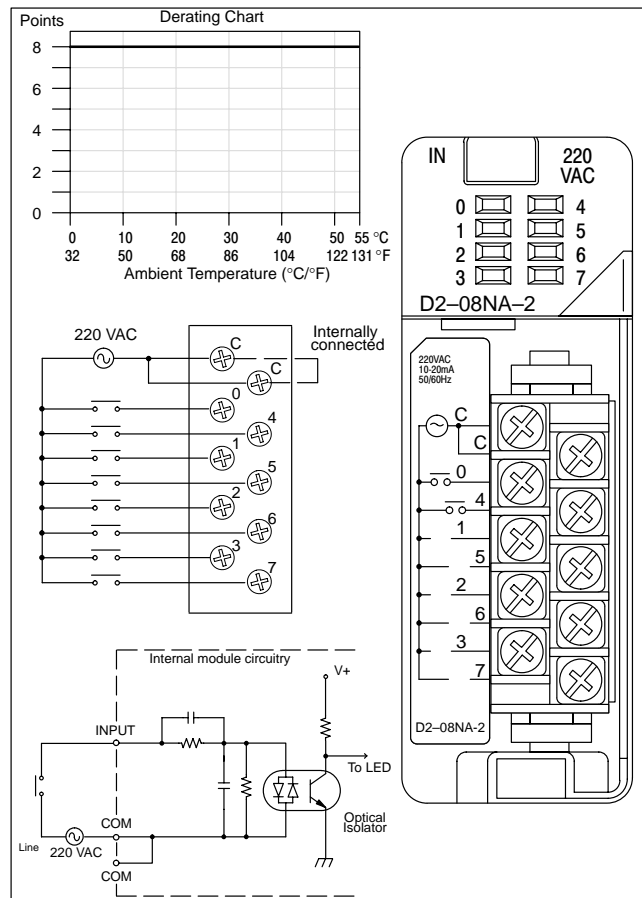 Derating Chart
Points
8
6
4
2
0
0 10 20 30 40 50 55 °C
32 50 68 86 104 122 131 °F
Ambient Temperature (°C/°F)
220 VAC
Internally
connected
C
C
0
4
1
5
2
6
3
7
Internal module circuitry
V+
INPUT
To LED
COM
Optical
Isolator
Line
220 VAC
COM
IN
220
VAC
0 4
1 5
2 6
3 7
D2–08NA–2
220VAC
10-20mA
50/60Hz
C
C
0
4
1
5
2
6
3
7
D2–08NA-2